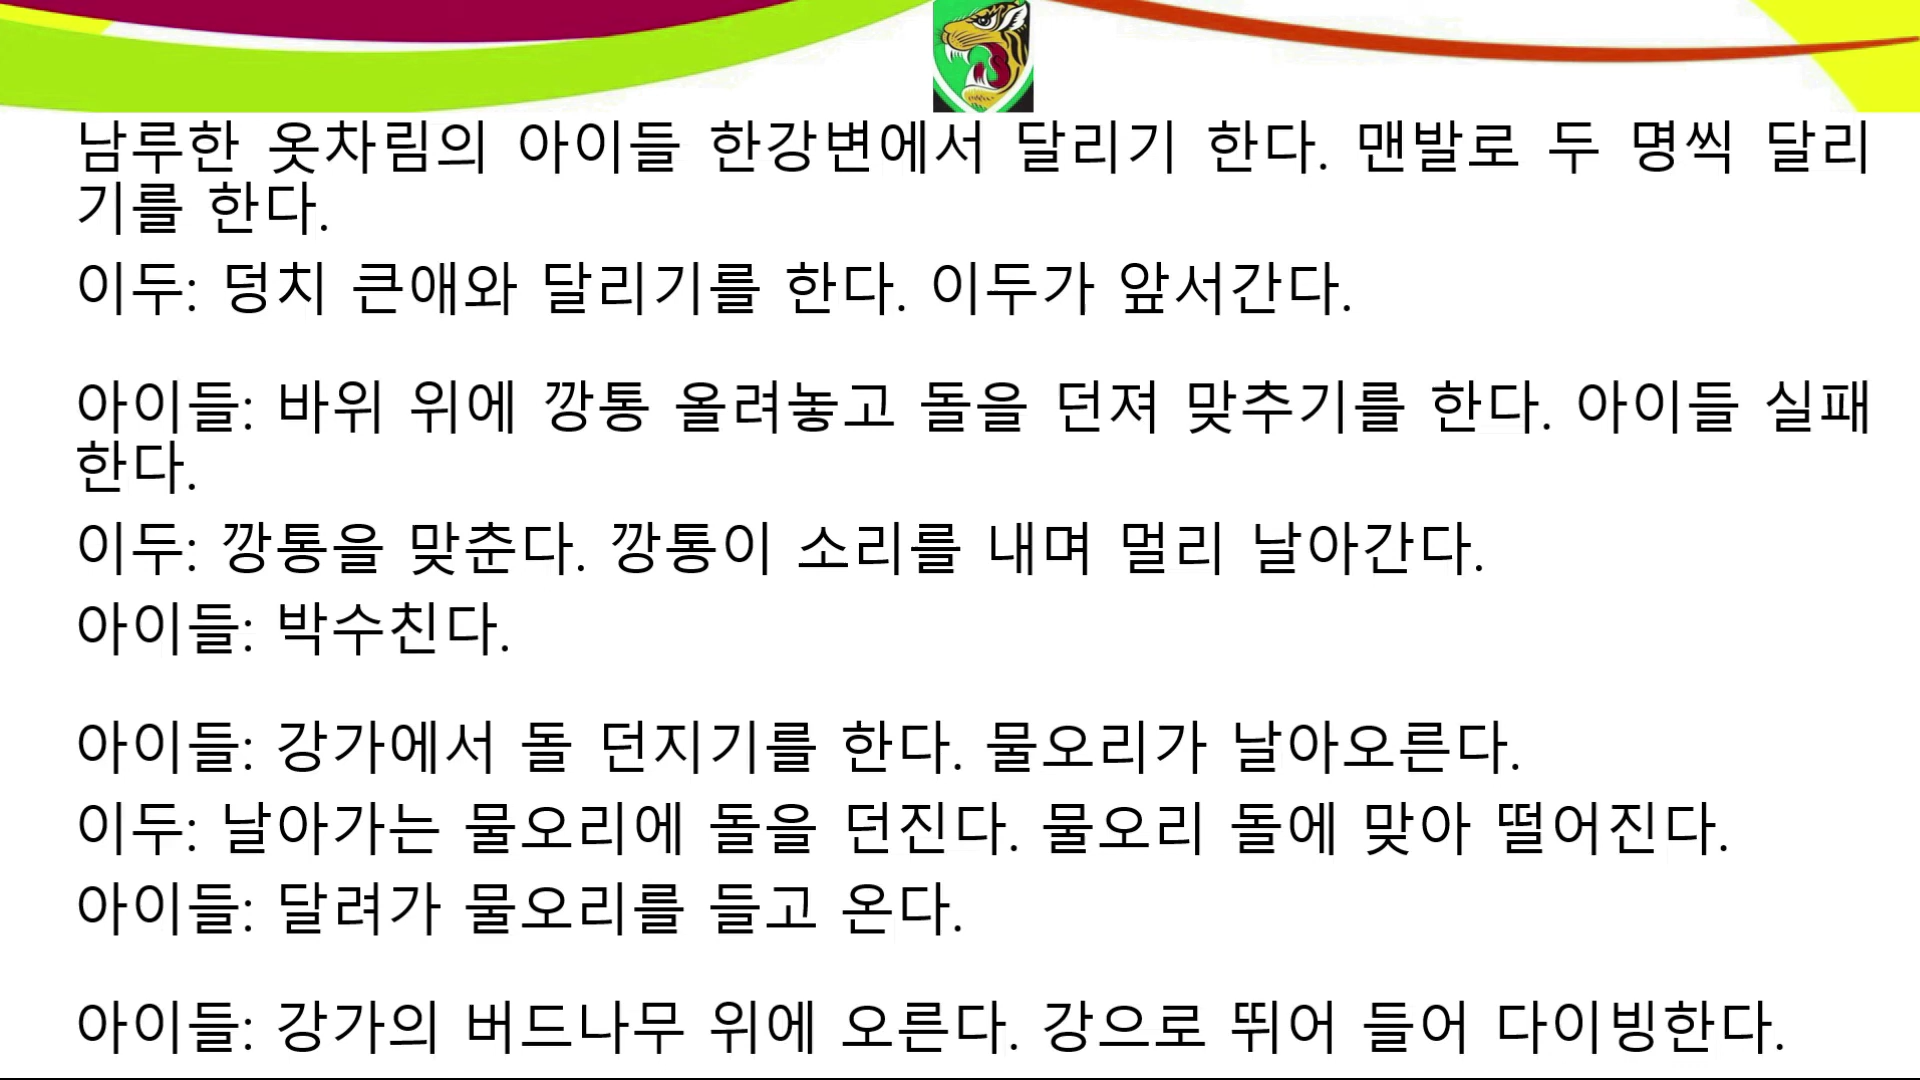 남루한 옷차림의 아이들 한강변에서 달리기 한다. 맨발로 두 명씩 달리
기를 한다.
이두: 덩치 큰애와 달리기를 한다. 이두가 앞서간다.
아이들: 바위 위에 깡통 올려놓고 돌을 던져 맞추기를 한다. 아이들 실패
한다.
이두: 깡통을 맞춘다. 깡통이 소리를 내며 멀리 날아간다.
아이들: 박수친다.
아이들: 강가에서 돌 던지기를 한다. 물오리가 날아오른다.
이두: 날아가는 물오리에 돌을 던진다. 물오리 돌에 맞아 떨어진다.
아이들: 달려가 물오리를 들고 온다.
아이들: 강가의 버드나무 위에 오른다. 강으로 뛰어 들어 다이빙한다.